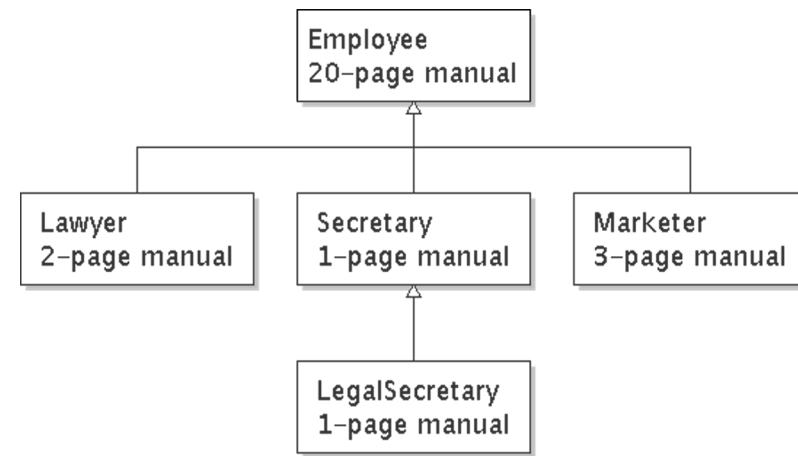 Employee
20-page manual
Lawyer
2-page manual
Secretary
1-page manual
Marketer
3-page manual
LegalSecretary
1-page manual